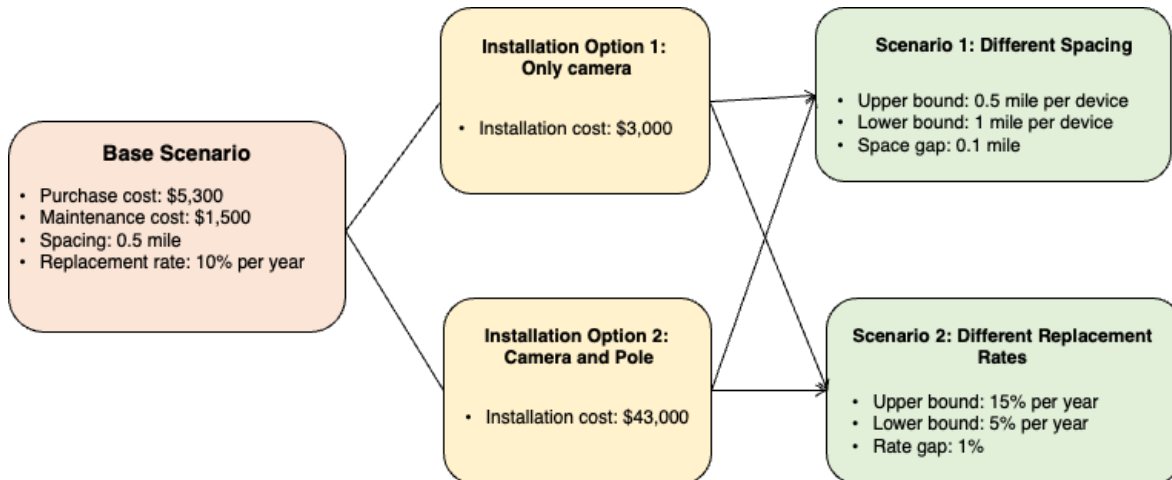 Base Scenario
• Purchase cost: $5,300
• Maintenance cost: $1,500
• Spacing: 0.5 mile
• Replacement rate: 10% per year
Installation Option 1:
Only camera
• Installation cost: $3,000
Installation Option 2:
Camera and Pole
• Installation cost: $43,000
Scenario 1: Different Spacing
• Upper bound: 0.5 mile per device
• Lower bound: 1 mile per device
• Space gap: 0.1 mile
Scenario 2: Different Replacement
Rates
• Upper bound: 15% per year
• Lower bound: 5% per year
• Rate gap: 1%